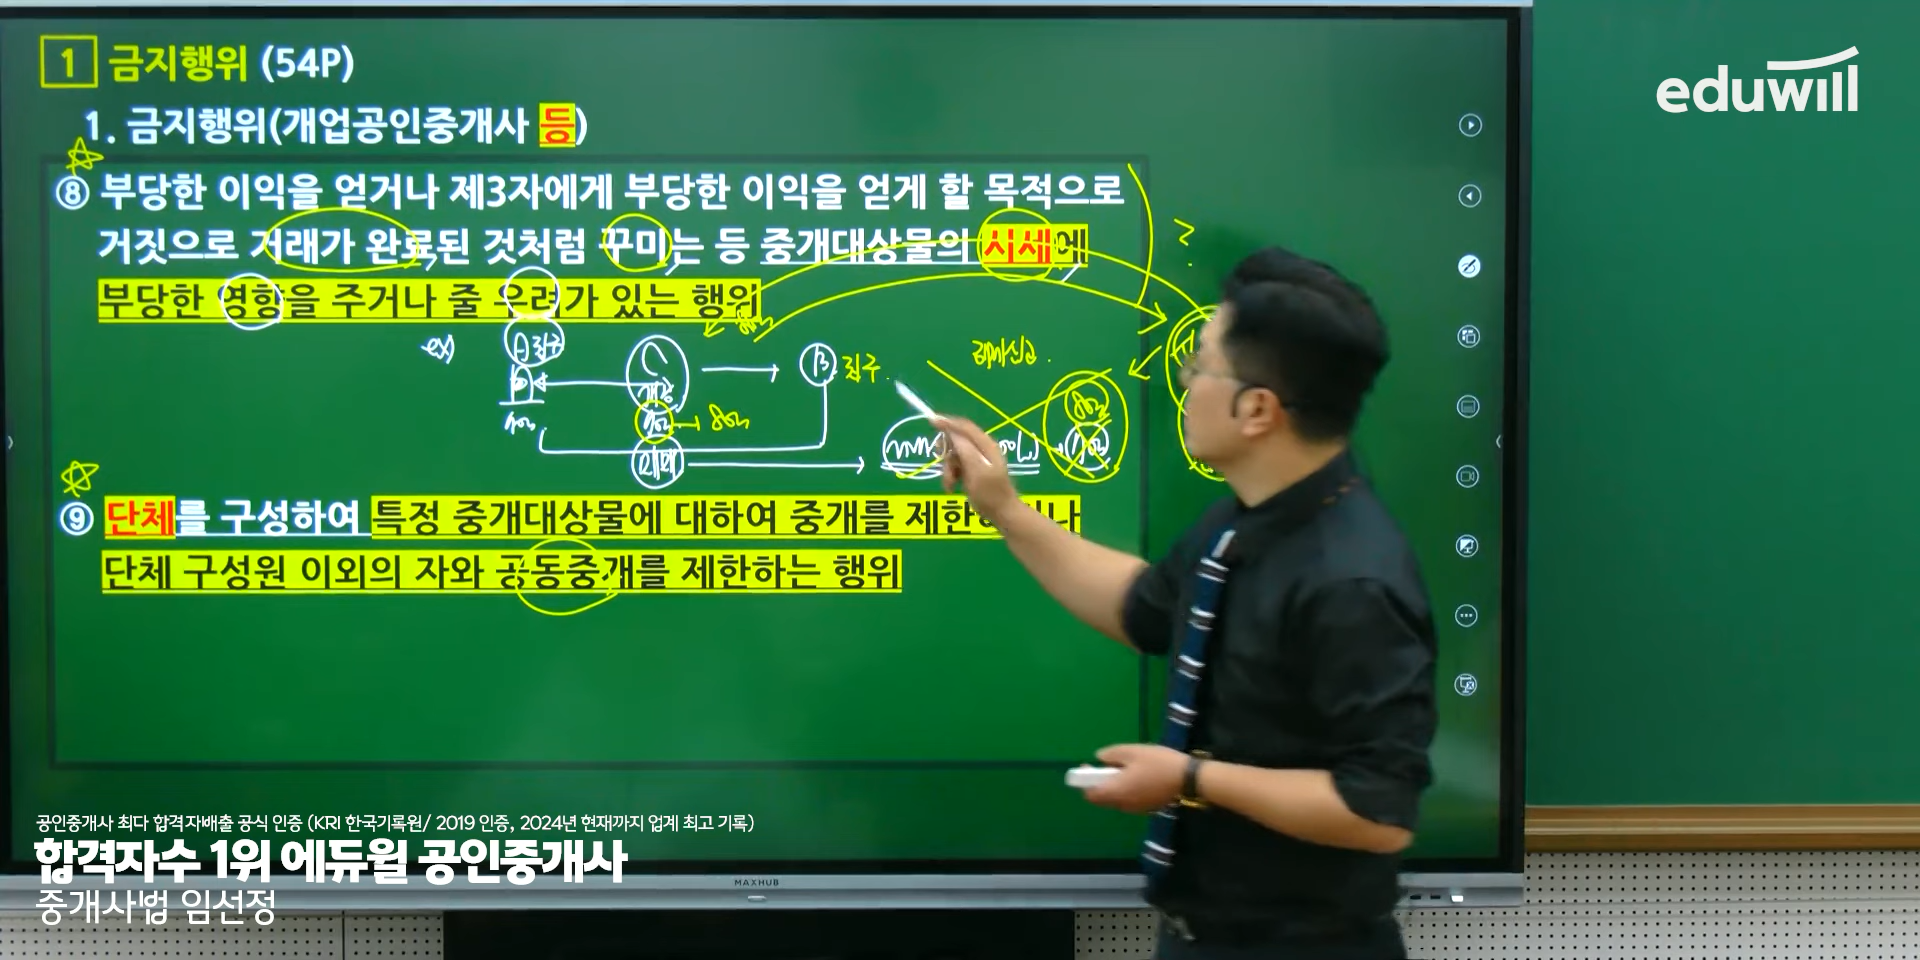 eduwill
1 금지행위 (54P)
1. 금지행위(개업공인중개사 등)
⑧ 부당한 이익을 얻거나 제3자에게 부당한 이익을 얻게 할 목적으로
거짓으로 거래가 완료된 것처럼 꾸미는 등 중개대상물의 시세에
부당한 영향을 주거나 줄 우려가 있는 행위
ex)
?
⑨ 단체를 구성하여 특정 중개대상물에 대하여 중개를 제한하거나
단체 구성원 이외의 자와 공동중개를 제한하는 행위
공인중개사 최다 합격자배출 공식 인증 (KRI 한국기록원/ 2019 인증, 2024년 현재까지 업계 최고 기록)
합격자수 1위 에듀윌 공인중개사
중개사법 임선정
MAXHUB